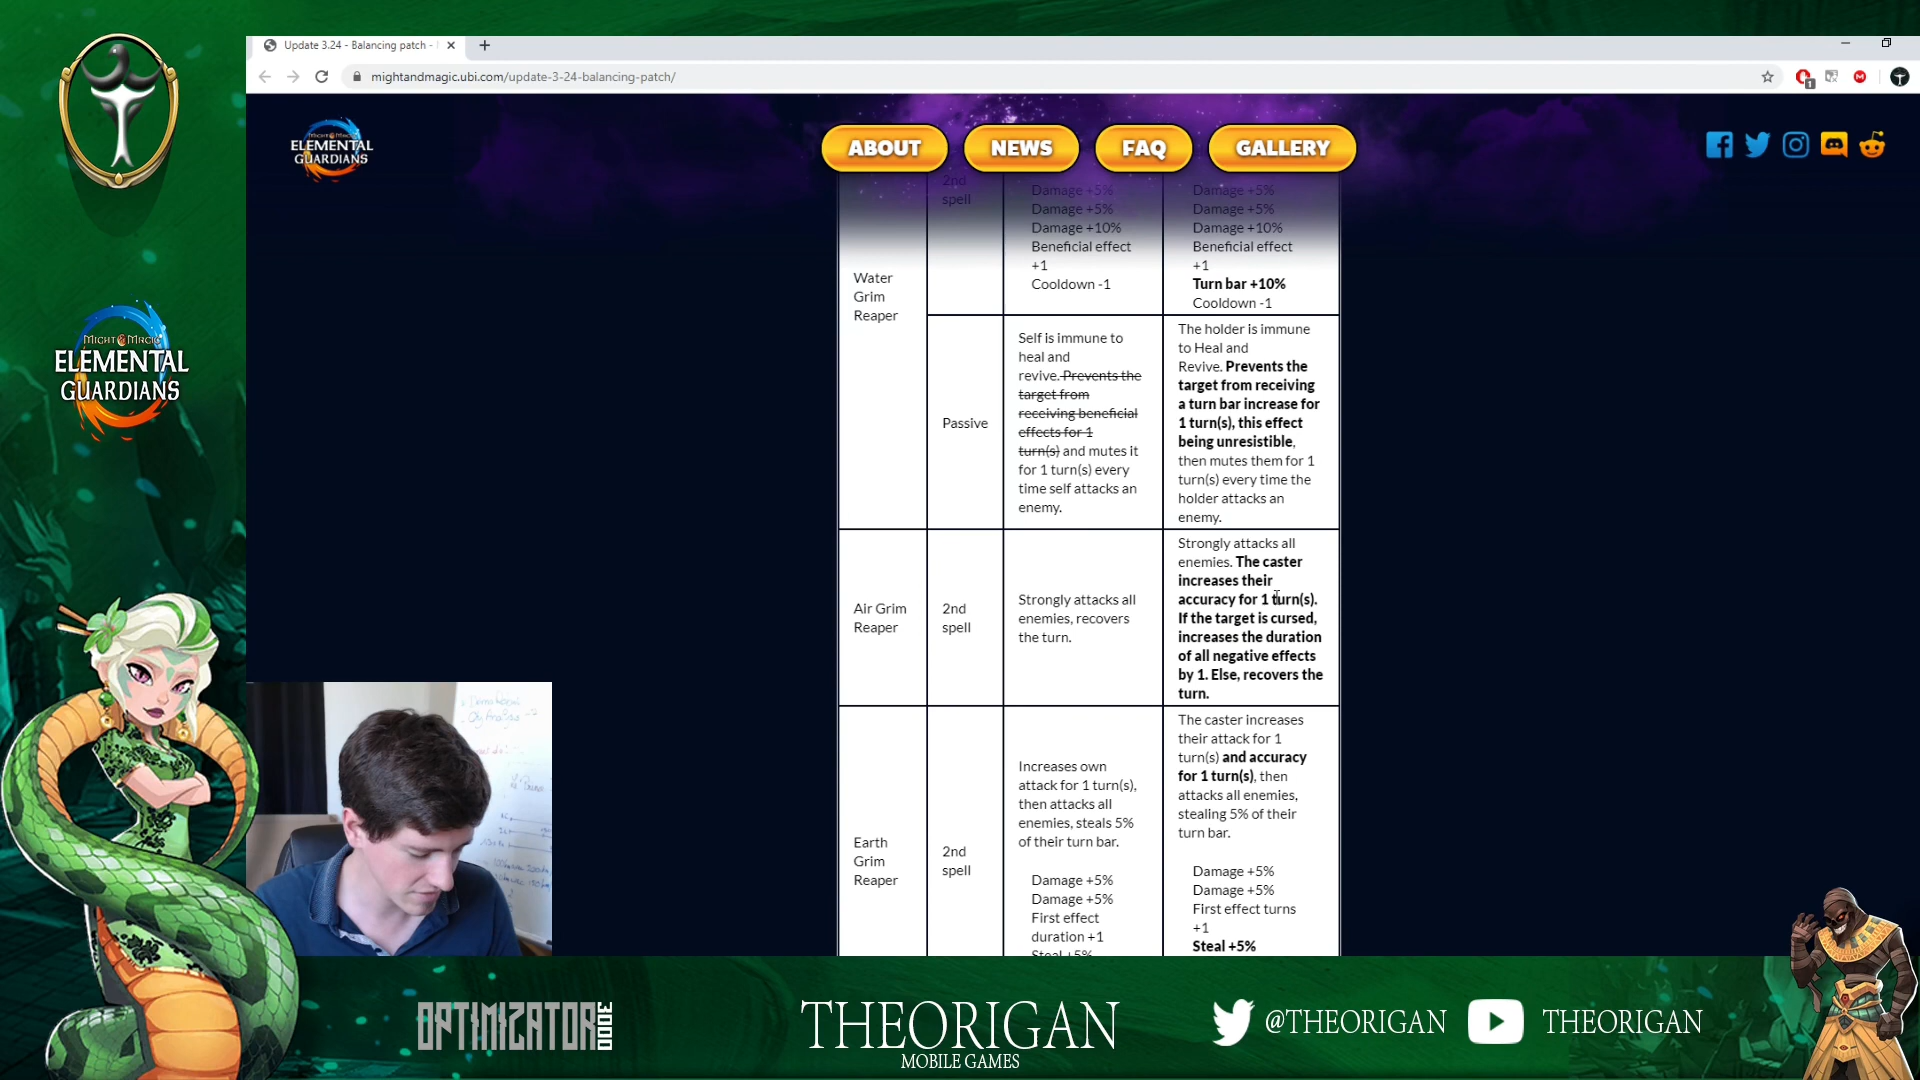 Update 3.24 - Balancing patch -
mightandmagic.ubi.com/update-3-24-balancing-patch/
MIGHT & MAGIC
ELEMENTAL
GUARDIANS
ABOUT
NEWS
FAQ
GALLERY
2nd
spell
Damage +5%
Damage +5%
Damage +10%
Beneficial effect
+1
Cooldown -1
Damage +5%
Damage +5%
Damage +10%
Beneficial effect
+1
Turn bar +10%
Cooldown -1
Water
Grim
Reaper
Passive
Self is immune to
heal and
revive. Prevents the
target from
receiving beneficial
effects for 1
turn(s) and mutes it
for 1 turn(s) every
time self attacks an
enemy.
The holder is immune
to Heal and
Revive. Prevents the
target from receiving
a turn bar increase for
1 turn(s), this effect
being unresistible,
then mutes them for 1
turn(s) every time the
holder attacks an
enemy.
Air Grim
Reaper
2nd
spell
Strongly attacks all
enemies, recovers
the turn.
Strongly attacks all
enemies. The caster
increases their
accuracy for 1 turn(s).
If the target is cursed,
increases the duration
of all negative effects
by 1. Else, recovers the
turn.
Earth
Grim
Reaper
2nd
spell
Increases own
attack for 1 turn(s),
then attacks all
enemies, steals 5%
of their turn bar.
Damage +5%
Damage +5%
First effect
duration +1
Steal +5%
The caster increases
their attack for 1
turn(s) and accuracy
for 1 turn(s), then
attacks all enemies,
stealing 5% of their
turn bar.
Damage +5%
Damage +5%
First effect turns
+1
Steal +5%
MIGHT & MAGIC
ELEMENTAL
GUARDIANS
OPTIMIZATOR
3000
THEORIGAN
MOBILE GAMES
@THEORIGAN
THEORIGAN